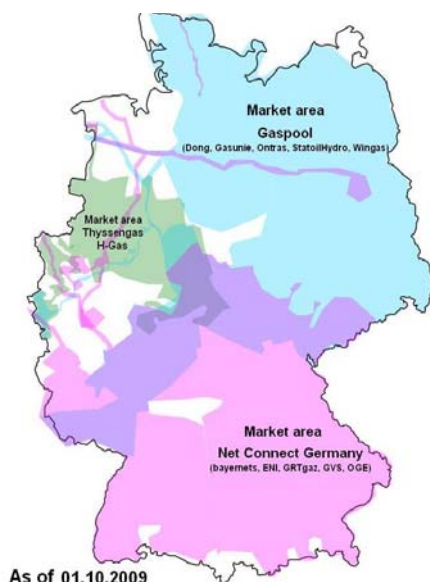 Market area
Gaspool
(Dong, Gasunie, Ontras, StatoilHydro, Wingas)
Market area
Thyssengas
H-Gas
Market area
Net Connect Germany
(bayernets, ENI, GRTgaz, GVS, OGE)
As of 01.10.2009